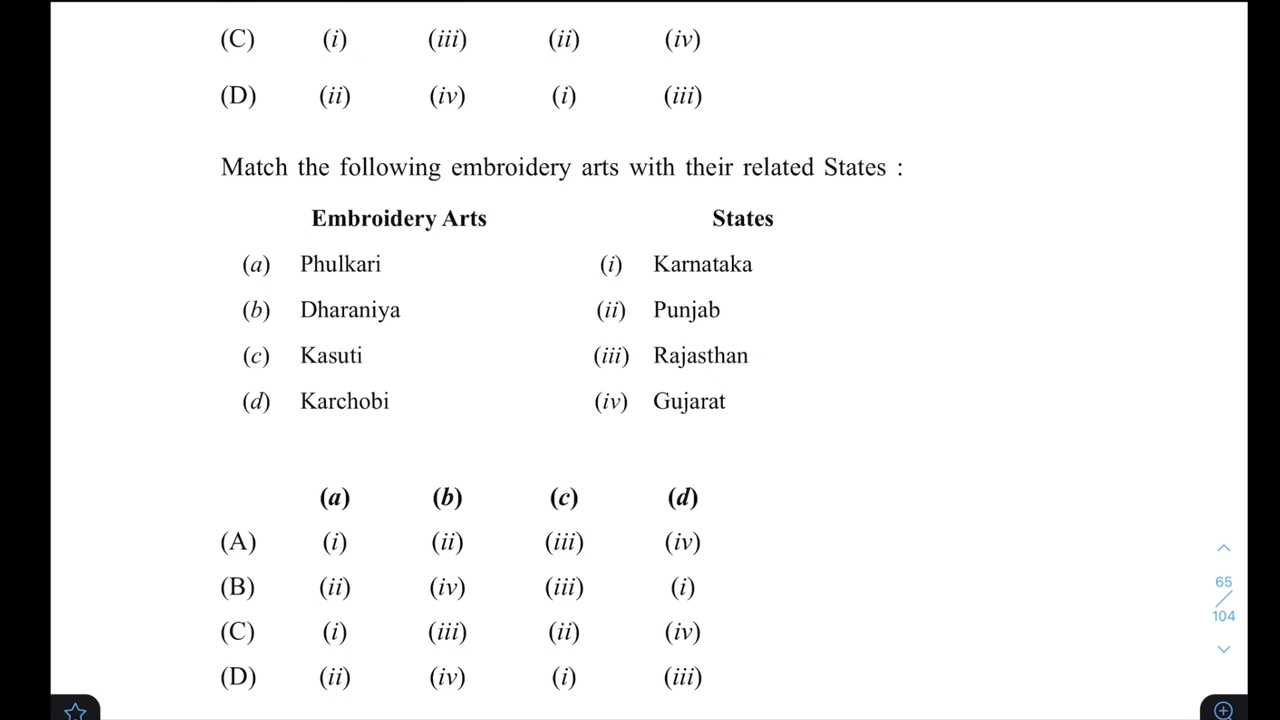 (C) (i) (iii) (ii) (iv)
(D) (ii) (iv) (i) (iii)
Match the following embroidery arts with their related States :
Embroidery Arts States
(a) Phulkari (i) Karnataka
(b) Dharaniya (ii) Punjab
(c) Kasuti (iii) Rajasthan
(d) Karchobi (iv) Gujarat
(a) (b) (c) (d)
(A) (i) (ii) (iii) (iv)
(B) (ii) (iv) (iii) (i)
(C) (i) (iii) (ii) (iv)
(D) (ii) (iv) (i) (iii)
65
104